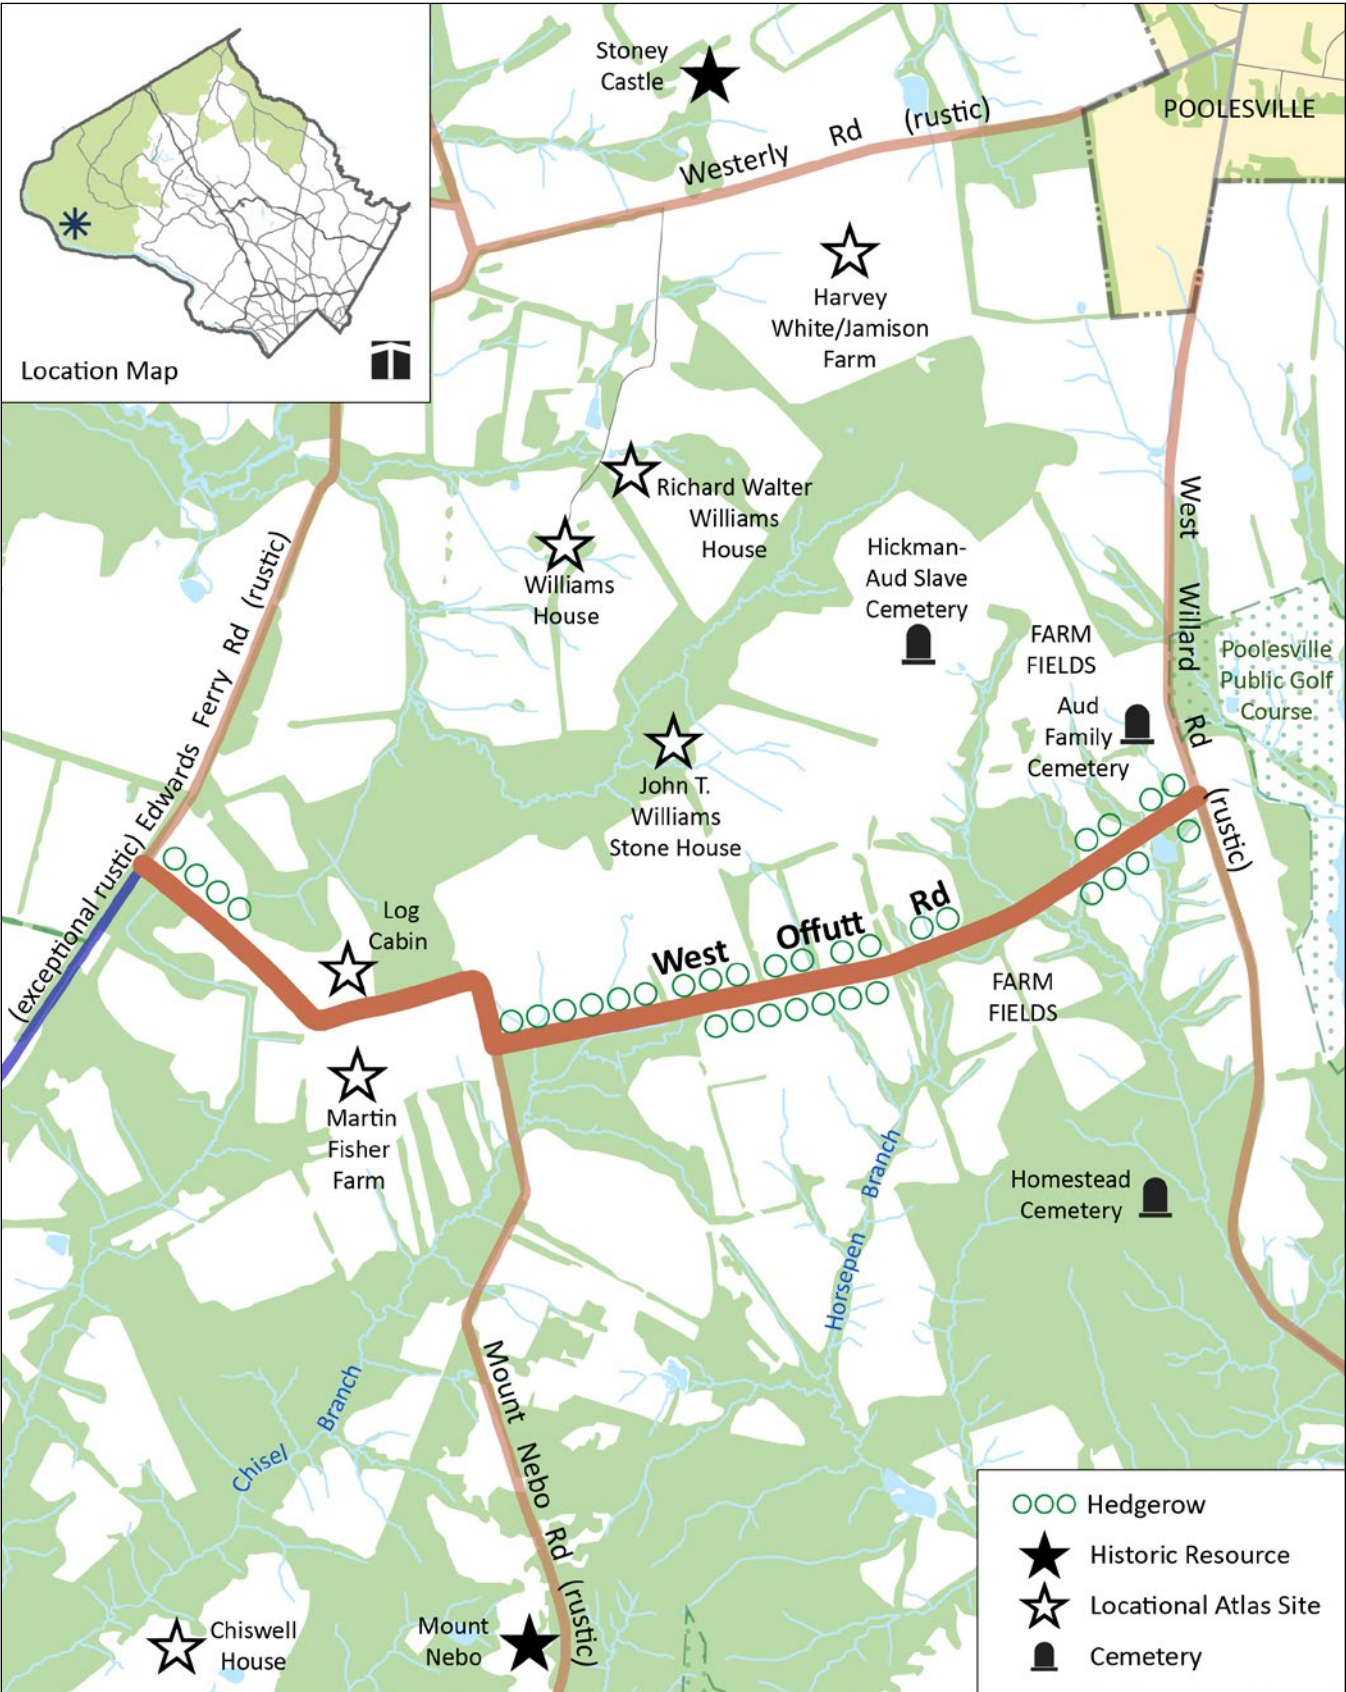 Location Map
Stoney
Castle
POOLESVILLE
Westerly Rd (rustic)
Harvey
White/Jamison
Farm
Richard Walter
Williams
House
Williams
House
Hickman-
Aud Slave
Cemetery
FARM
FIELDS
West Willard Rd (rustic)
Poolesville
Public Golf
Course
Aud
Family
Cemetery
John T.
Williams
Stone House
(exceptional rustic) Edwards Ferry Rd (rustic)
Log
Cabin
West Offutt Rd
FARM
FIELDS
Martin
Fisher
Farm
Horsepen Branch
Homestead
Cemetery
Chisel Branch
Mount Nebo Rd (rustic)
Chiswell
House
Mount
Nebo
Hedgerow
Historic Resource
Locational Atlas Site
Cemetery